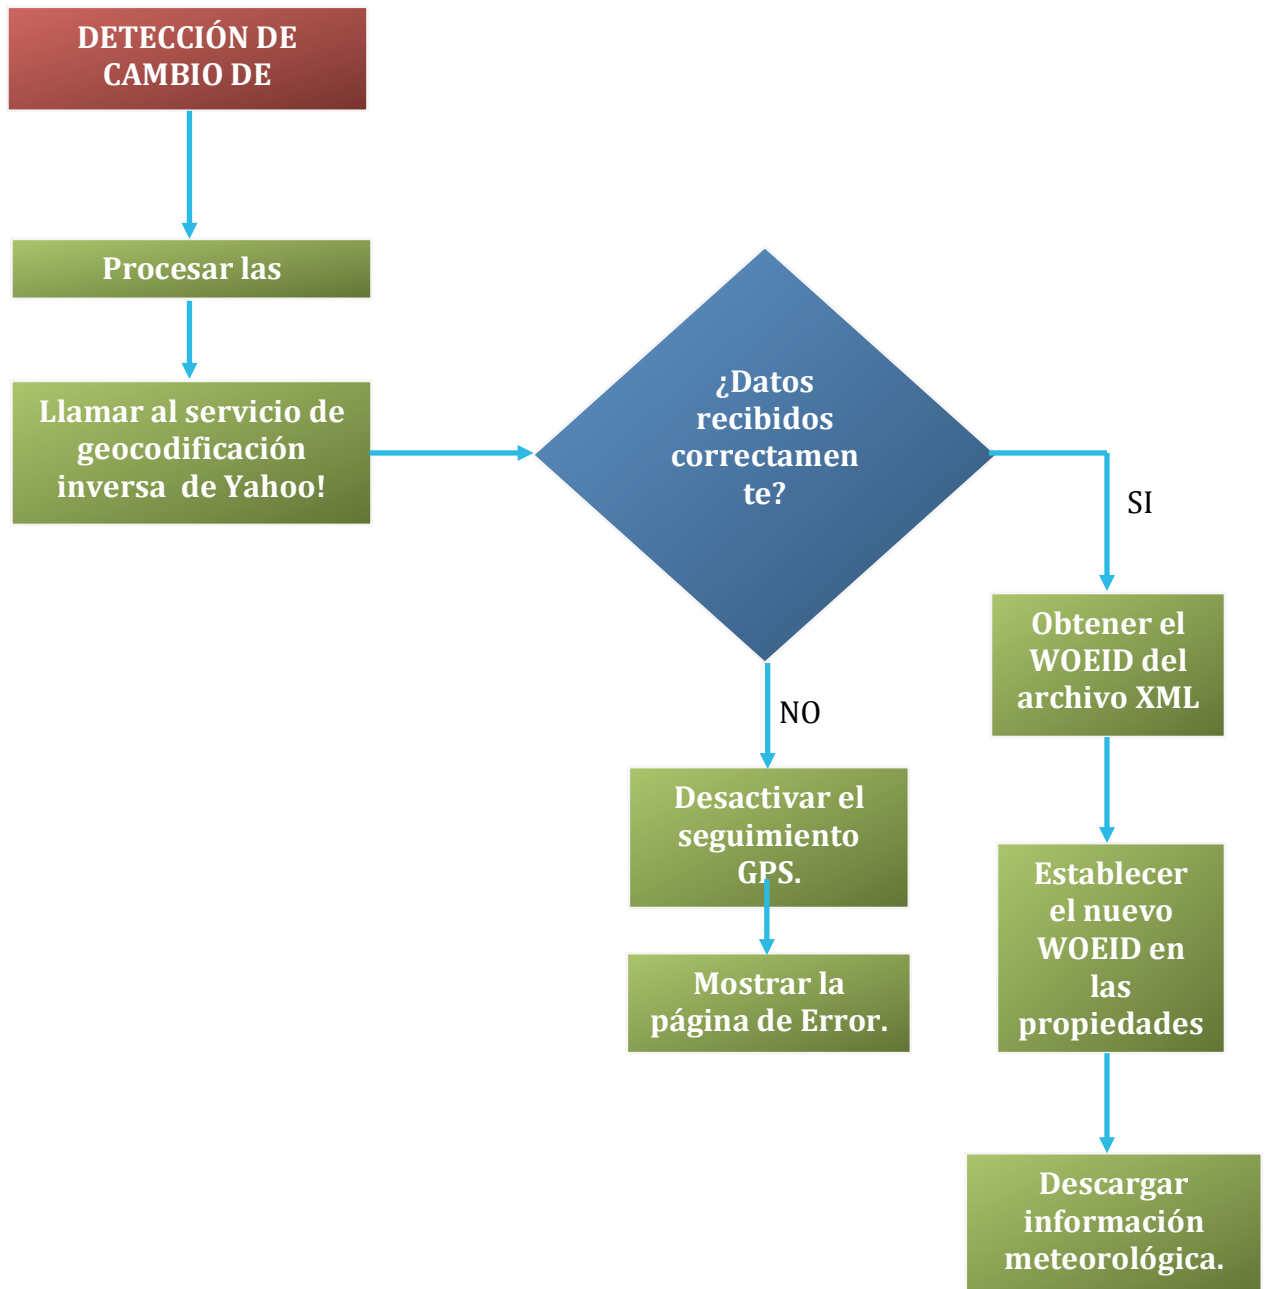 DETECCIÓN DE
CAMBIO DE
Procesar las
Llamar al servicio de
geocodificación
inversa de Yahoo!
¿Datos
recibidos
correctamen
te?
SI
NO
Obtener el
WOEID del
archivo XML
Desactivar el
seguimiento
GPS.
Mostrar la
página de Error.
Establecer
el nuevo
WOEID en
las
propiedades
Descargar
información
meteorológica.